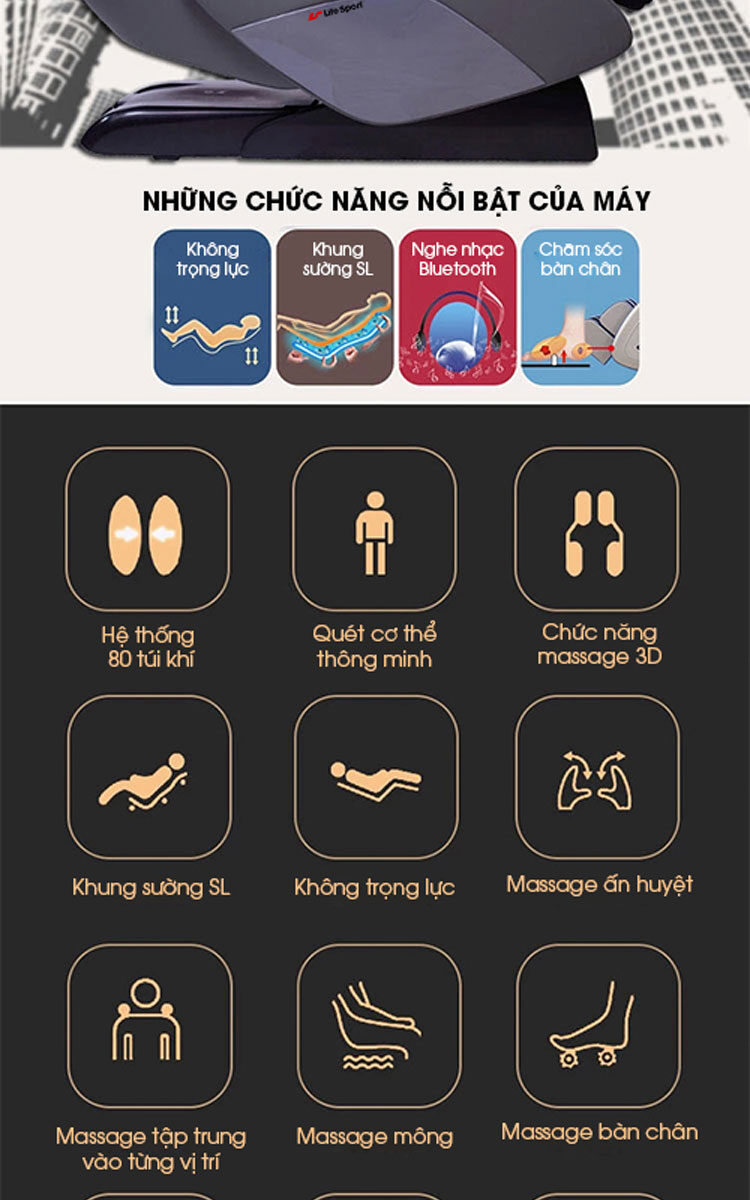 Life Sport
NHỮNG CHỨC NĂNG NỖI BẬT CỦA MÁY
Không
trọng lực
Khung
sường SL
Nghe nhạc
Bluetooth
Chăm sóc
bàn chân
Hệ thống
80 túi khí
Quét cơ thể
thông minh
Chức năng
massage 3D
Khung sường SL
Không trọng lực
Massage ấn huyệt
Massage tập trung
vào từng vị trí
Massage mông
Massage bàn chân